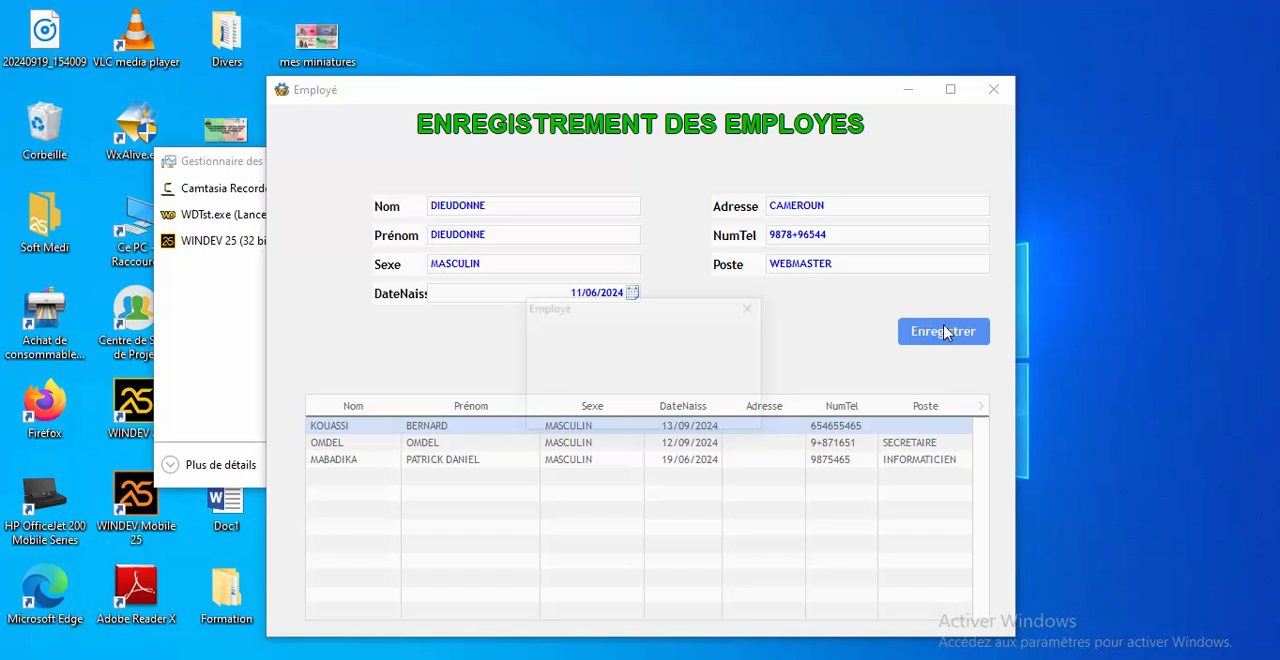 20240919_154009
VLC media player
Divers
mes miniatures
Corbeille
WxAlive.e
Soft Medi
Ce PC -
Raccour
Achat de
consommable...
Centre de S
de Proje
Firefox
WINDEV
HP OfficeJet 200
Mobile Series
WINDEV Mobile
25
Doc1
Microsoft Edge
Adobe Reader X
Formation
Gestionnaire des
Camtasia Recorde
WDTst.exe (Lance
WINDEV 25 (32 bi
Plus de détails
Employé
ENREGISTREMENT DES EMPLOYES
Nom DIEUDONNE Adresse CAMEROUN
Prénom DIEUDONNE NumTel 9878+96544
Sexe MASCULIN Poste WEBMASTER
DateNaiss 11/06/2024
Employé
Enregistrer
Nom Prénom Sexe DateNaiss Adresse NumTel Poste
KOUASSI BERNARD MASCULIN 13/09/2024 654655465
OMDEL OMDEL MASCULIN 12/09/2024 9+871651 SECRETAIRE
MABADIKA PATRICK DANIEL MASCULIN 19/06/2024 9875465 INFORMATICIEN
Activer Windows
Accédez aux paramètres pour activer Windows.